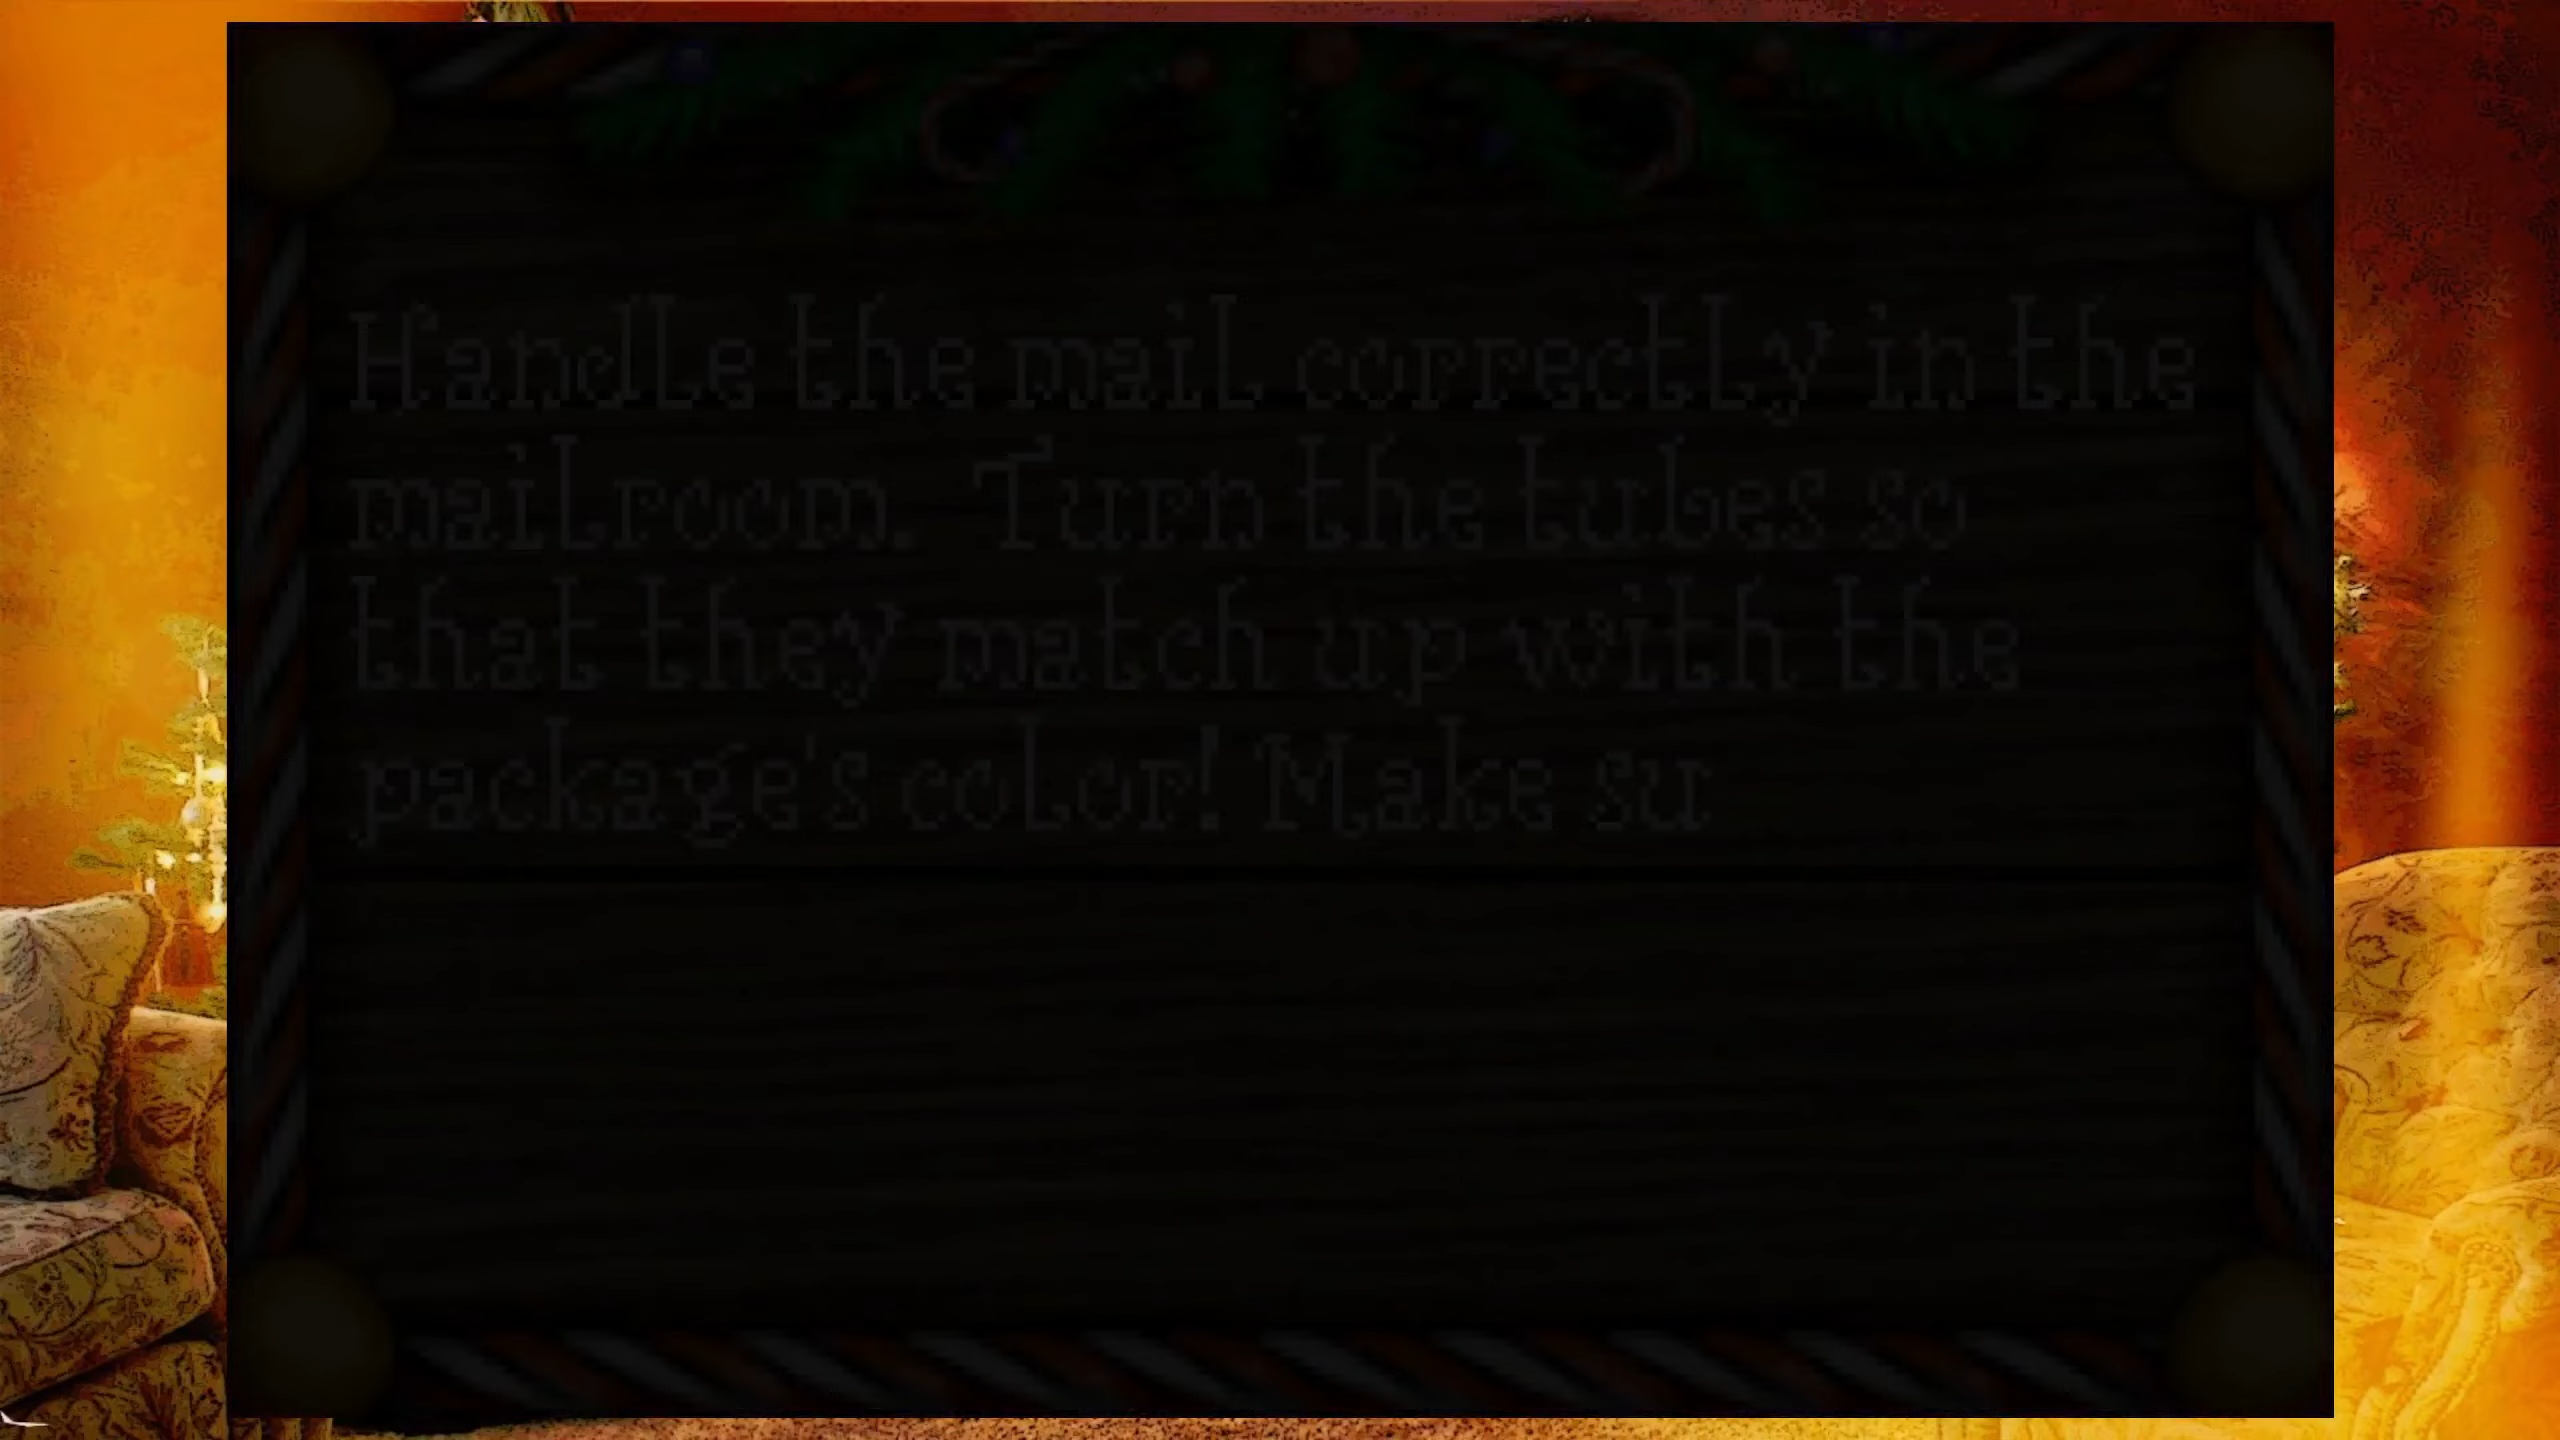 Handle the mail correctly in the
mailroom. Turn the tubes so
that they match up with the
package's color! Make su